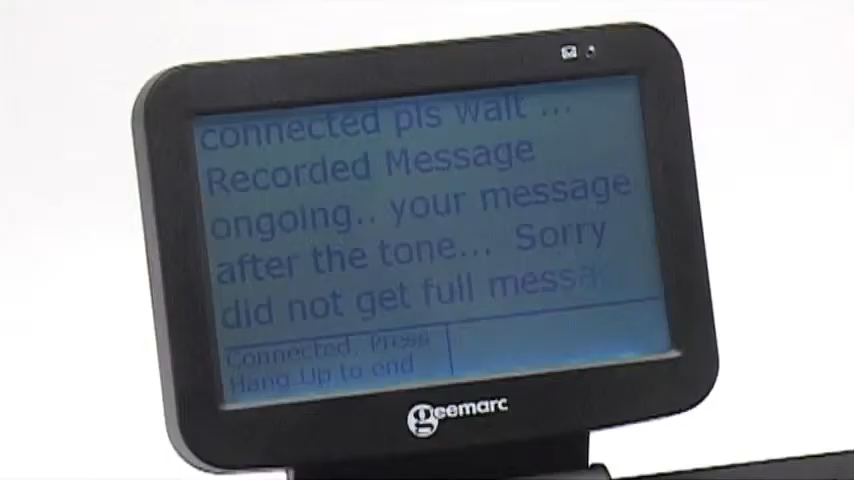 connected pls wait ...
Recorded Message
ongoing.. your message
after the tone... Sorry
did not get full messa
Connected. Press
Hang Up to end
geemarc